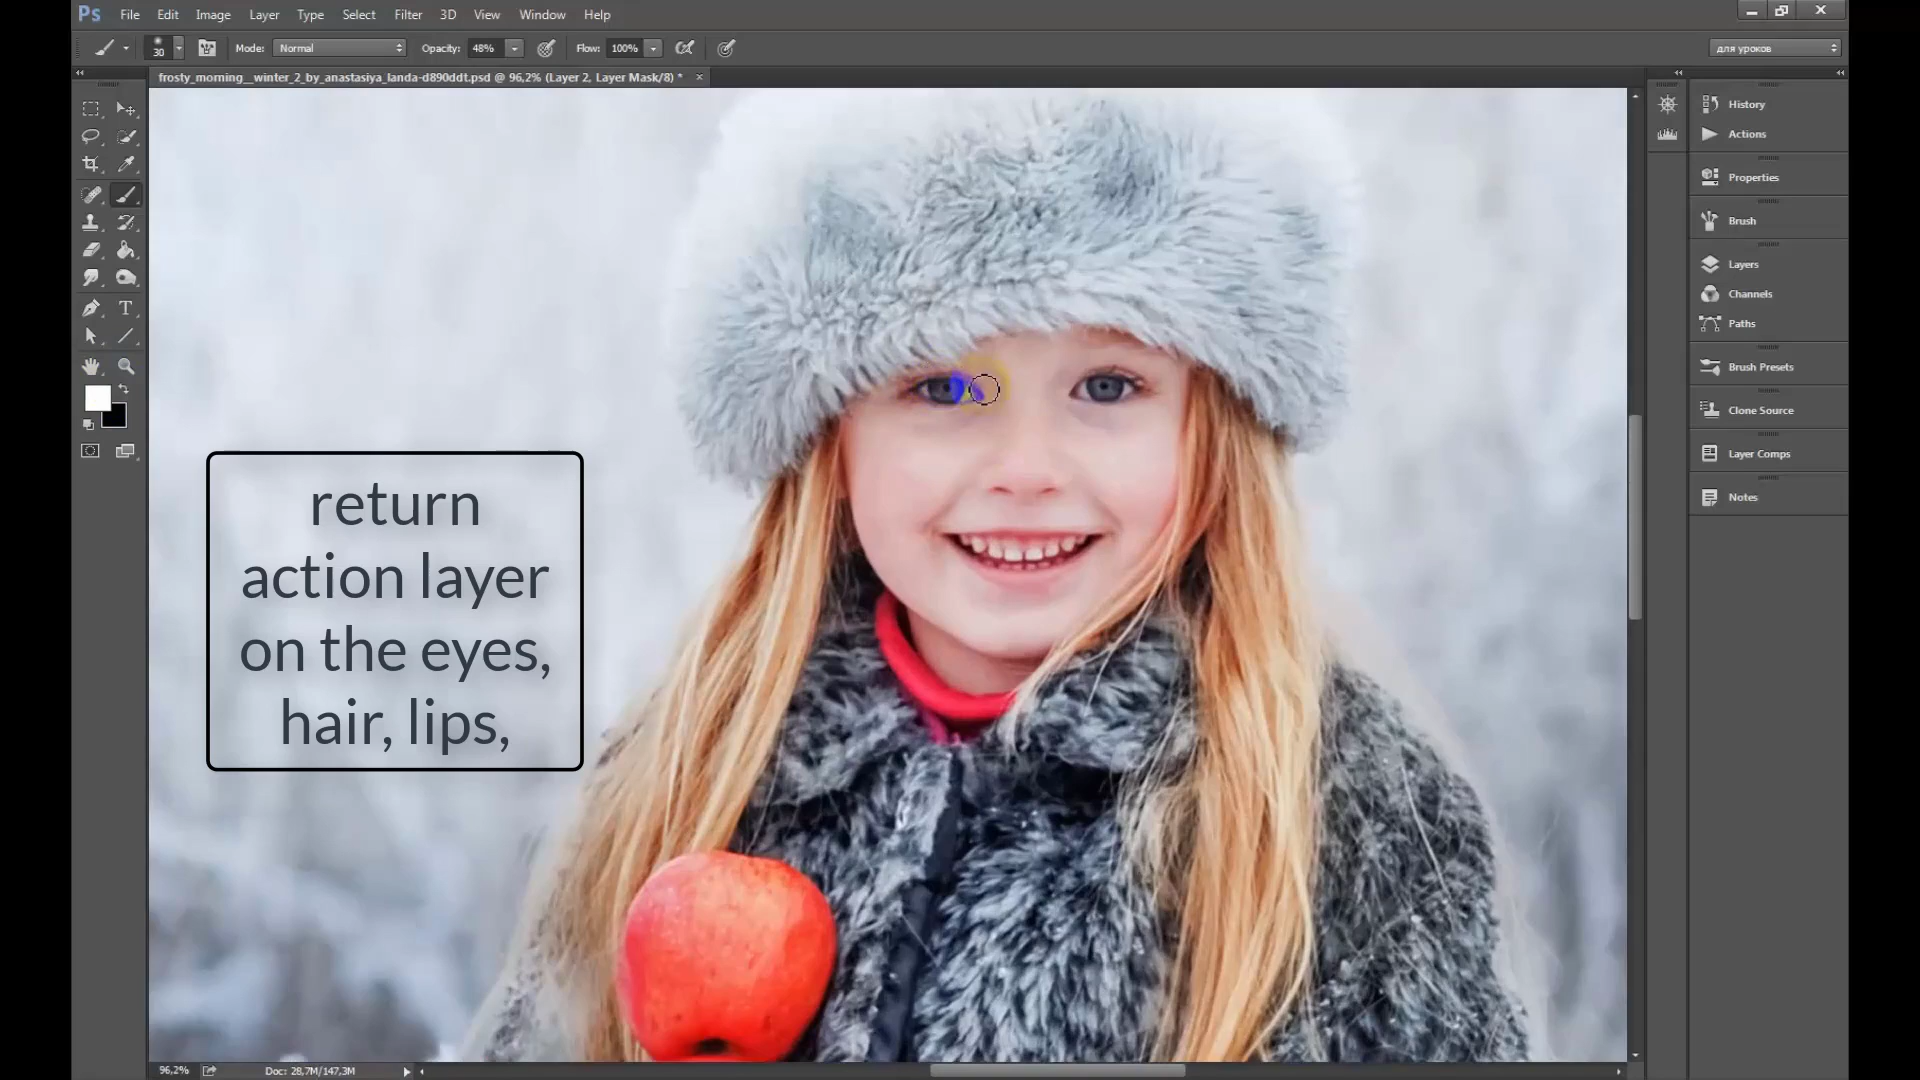 Ps File Edit Image Layer Type Select Filter 3D View Window Help
30 Mode: Normal Opacity: 48% Flow: 100% для уроков
frosty_morning__winter_2_by_anastasiya_landa-d890ddt.psd @ 96,2% (Layer 2, Layer Mask/8) *
History
Actions
Properties
Brush
Layers
Channels
Paths
Brush Presets
Clone Source
Layer Comps
Notes
return
action layer
on the eyes,
hair, lips,
96,2% Doc: 28,7M/147,3M